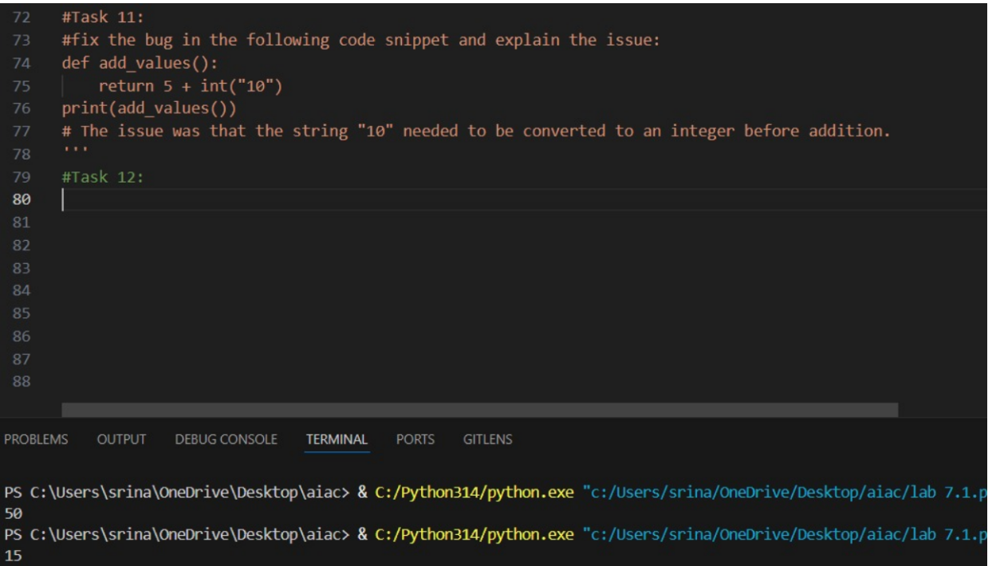 72 #Task 11:
73 #fix the bug in the following code snippet and explain the issue:
74 def add_values():
75     return 5 + int("10")
76 print(add_values())
77 # The issue was that the string "10" needed to be converted to an integer before addition.
78 '''
79 #Task 12:
80
81
82
83
84
85
86
87
88
PROBLEMS OUTPUT DEBUG CONSOLE TERMINAL PORTS GITLENS
PS C:\Users\srina\OneDrive\Desktop\aiac> & C:/Python314/python.exe "c:/Users/srina/OneDrive/Desktop/aiac/lab 7.1.p
50
PS C:\Users\srina\OneDrive\Desktop\aiac> & C:/Python314/python.exe "c:/Users/srina/OneDrive/Desktop/aiac/lab 7.1.p
15